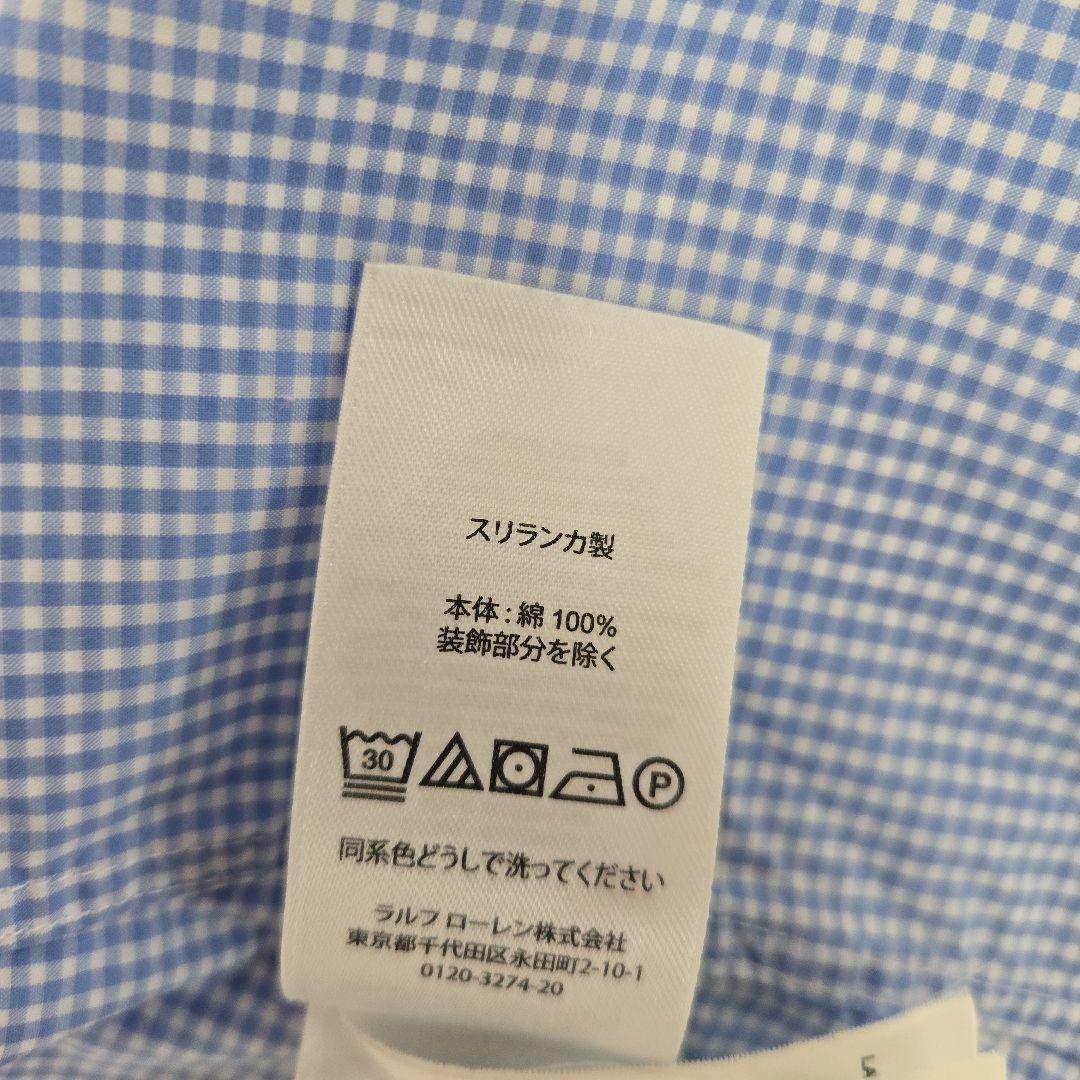 スリランカ製
本体:綿 100%
装飾部分を除く
30
P
同系色どうしで洗ってください
ラルフ ローレン株式会社
東京都千代田区永田町2-10-1
0120-3274-20